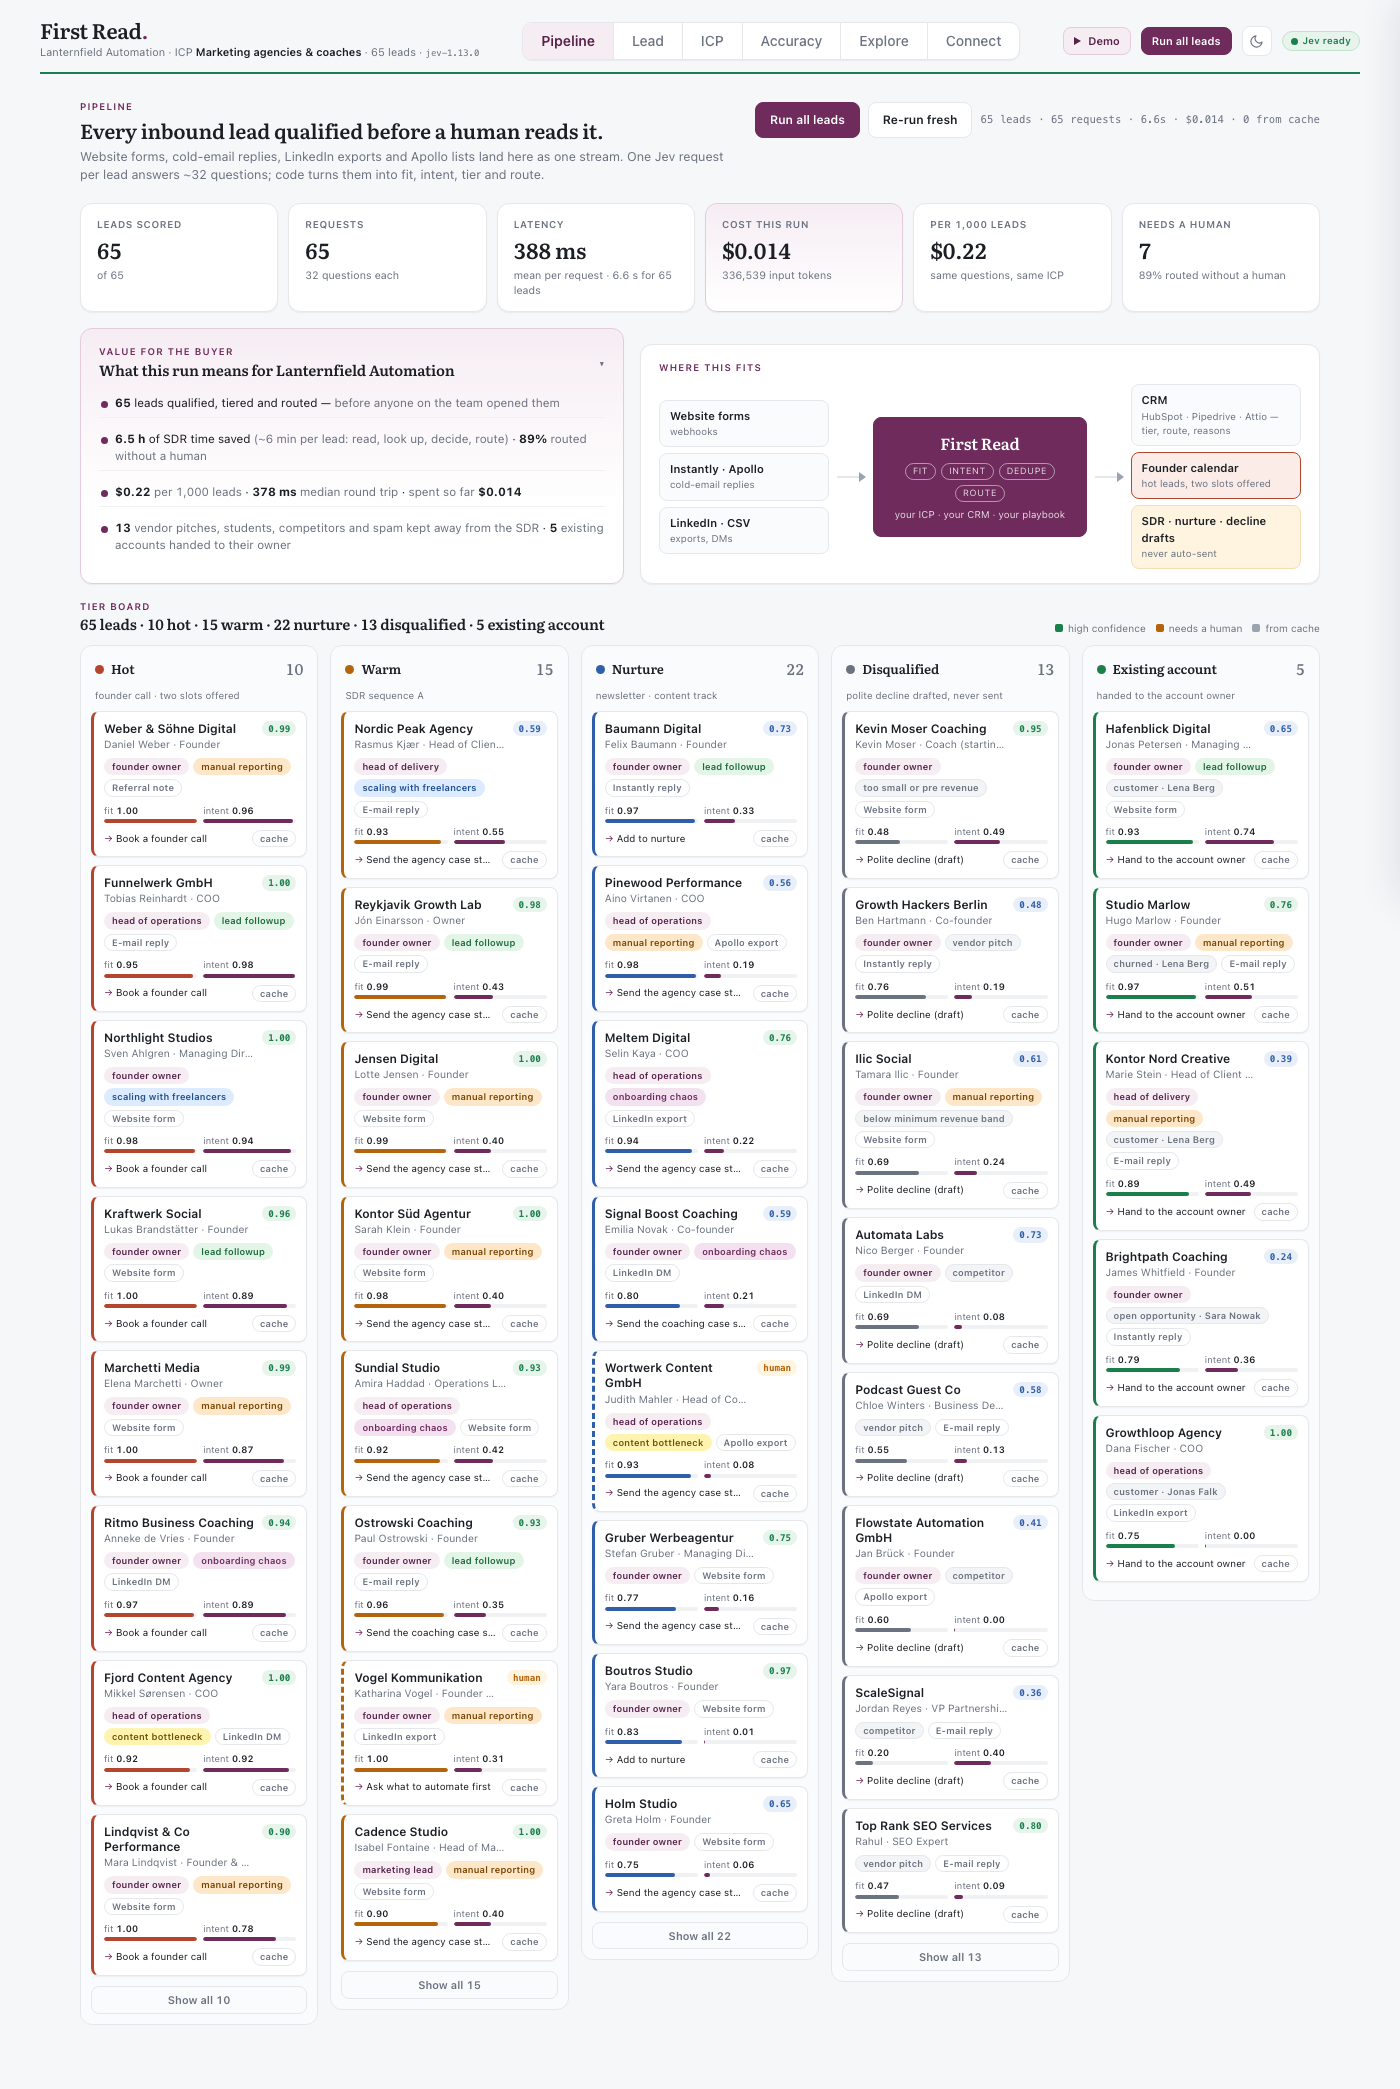 First Read.
Lanternfield Automation · ICP Marketing agencies & coaches · 65 leads · jev-1.13.0
Pipeline
Lead
ICP
Accuracy
Explore
Connect
▶ Demo
Run all leads
Jev ready
PIPELINE
Every inbound lead qualified before a human reads it.
Website forms, cold-email replies, LinkedIn exports and Apollo lists land here as one stream. One Jev request
per lead answers ~32 questions; code turns them into fit, intent, tier and route.
Run all leads
Re-run fresh
65 leads · 65 requests · 6.6s · $0.014 · 0 from cache
LEADS SCORED
65
of 65
REQUESTS
65
32 questions each
LATENCY
388 ms
mean per request · 6.6 s for 65
leads
COST THIS RUN
$0.014
336,539 input tokens
PER 1,000 LEADS
$0.22
same questions, same ICP
NEEDS A HUMAN
7
89% routed without a human
VALUE FOR THE BUYER
What this run means for Lanternfield Automation
65 leads qualified, tiered and routed — before anyone on the team opened them
6.5 h of SDR time saved (~6 min per lead: read, look up, decide, route) · 89% routed
without a human
$0.22 per 1,000 leads · 378 ms median round trip · spent so far $0.014
13 vendor pitches, students, competitors and spam kept away from the SDR · 5 existing
accounts handed to their owner
WHERE THIS FITS
Website forms
webhooks
Instantly · Apollo
cold-email replies
LinkedIn · CSV
exports, DMs
First Read
FIT
INTENT
DEDUPE
ROUTE
your ICP · your CRM · your playbook
CRM
HubSpot · Pipedrive · Attio —
tier, route, reasons
Founder calendar
hot leads, two slots offered
SDR · nurture · decline
drafts
never auto-sent
TIER BOARD
65 leads · 10 hot · 15 warm · 22 nurture · 13 disqualified · 5 existing account
high confidence
needs a human
from cache
Hot 10
founder call · two slots offered
Weber & Söhne Digital 0.99
Daniel Weber · Founder
founder owner manual reporting
Referral note
fit 1.00 intent 0.96
→ Book a founder call cache
Funnelwerk GmbH 1.00
Tobias Reinhardt · COO
head of operations lead followup
E-mail reply
fit 0.95 intent 0.98
→ Book a founder call cache
Northlight Studios 1.00
Sven Ahlgren · Managing Dir...
founder owner
scaling with freelancers
Website form
fit 0.98 intent 0.94
→ Book a founder call cache
Kraftwerk Social 0.96
Lukas Brandstätter · Founder
founder owner lead followup
Website form
fit 1.00 intent 0.89
→ Book a founder call cache
Marchetti Media 0.99
Elena Marchetti · Owner
founder owner manual reporting
Website form
fit 1.00 intent 0.87
→ Book a founder call cache
Ritmo Business Coaching 0.94
Anneke de Vries · Founder
founder owner onboarding chaos
LinkedIn DM
fit 0.97 intent 0.89
→ Book a founder call cache
Fjord Content Agency 1.00
Mikkel Sørensen · COO
head of operations
content bottleneck LinkedIn DM
fit 0.92 intent 0.92
→ Book a founder call cache
Lindqvist & Co
Performance 0.90
Mara Lindqvist · Founder & ...
founder owner manual reporting
Website form
fit 1.00 intent 0.78
→ Book a founder call cache
Show all 10
Warm 15
SDR sequence A
Nordic Peak Agency 0.59
Rasmus Kjær · Head of Clien...
head of delivery
scaling with freelancers
E-mail reply
fit 0.93 intent 0.55
→ Send the agency case st... cache
Reykjavik Growth Lab 0.98
Jón Einarsson · Owner
founder owner lead followup
E-mail reply
fit 0.99 intent 0.43
→ Send the agency case st... cache
Jensen Digital 1.00
Lotte Jensen · Founder
founder owner manual reporting
Website form
fit 0.99 intent 0.40
→ Send the agency case st... cache
Kontor Süd Agentur 1.00
Sarah Klein · Founder
founder owner manual reporting
Website form
fit 0.98 intent 0.40
→ Send the agency case st... cache
Sundial Studio 0.93
Amira Haddad · Operations L...
head of operations
onboarding chaos Website form
fit 0.92 intent 0.42
→ Send the agency case st... cache
Ostrowski Coaching 0.93
Paul Ostrowski · Founder
founder owner lead followup
E-mail reply
fit 0.96 intent 0.35
→ Send the coaching case s... cache
Vogel Kommunikation human
Katharina Vogel · Founder ...
founder owner manual reporting
LinkedIn export
fit 1.00 intent 0.31
→ Ask what to automate first cache
Cadence Studio 1.00
Isabel Fontaine · Head of Ma...
marketing lead manual reporting
Website form
fit 0.90 intent 0.40
→ Send the agency case st... cache
Show all 15
Nurture 22
newsletter · content track
Baumann Digital 0.73
Felix Baumann · Founder
founder owner lead followup
Instantly reply
fit 0.97 intent 0.33
→ Add to nurture cache
Pinewood Performance 0.56
Aino Virtanen · COO
head of operations
manual reporting Apollo export
fit 0.98 intent 0.19
→ Send the agency case st... cache
Meltem Digital 0.76
Selin Kaya · COO
head of operations
onboarding chaos
LinkedIn export
fit 0.94 intent 0.22
→ Send the agency case st... cache
Signal Boost Coaching 0.59
Emilia Novak · Co-founder
founder owner onboarding chaos
LinkedIn DM
fit 0.80 intent 0.21
→ Send the coaching case s... cache
Wortwerk Content
GmbH human
Judith Mahler · Head of Co...
head of operations
content bottleneck Apollo export
fit 0.93 intent 0.08
→ Send the agency case st... cache
Gruber Werbeagentur 0.75
Stefan Gruber · Managing Di...
founder owner Website form
fit 0.77 intent 0.16
→ Send the agency case st... cache
Boutros Studio 0.97
Yara Boutros · Founder
founder owner Website form
fit 0.83 intent 0.01
→ Add to nurture cache
Holm Studio 0.65
Greta Holm · Founder
founder owner Website form
fit 0.75 intent 0.06
→ Send the agency case st... cache
Show all 22
Disqualified 13
polite decline drafted, never sent
Kevin Moser Coaching 0.95
Kevin Moser · Coach (startin...
founder owner
too small or pre revenue
Website form
fit 0.48 intent 0.49
→ Polite decline (draft) cache
Growth Hackers Berlin 0.48
Ben Hartmann · Co-founder
founder owner vendor pitch
Instantly reply
fit 0.76 intent 0.19
→ Polite decline (draft) cache
Ilic Social 0.61
Tamara Ilic · Founder
founder owner manual reporting
below minimum revenue band
Website form
fit 0.69 intent 0.24
→ Polite decline (draft) cache
Automata Labs 0.73
Nico Berger · Founder
founder owner competitor
LinkedIn DM
fit 0.69 intent 0.08
→ Polite decline (draft) cache
Podcast Guest Co 0.58
Chloe Winters · Business De...
vendor pitch E-mail reply
fit 0.55 intent 0.13
→ Polite decline (draft) cache
Flowstate Automation
GmbH 0.41
Jan Brück · Founder
founder owner competitor
Apollo export
fit 0.60 intent 0.00
→ Polite decline (draft) cache
ScaleSignal 0.36
Jordan Reyes · VP Partnershi...
competitor E-mail reply
fit 0.20 intent 0.40
→ Polite decline (draft) cache
Top Rank SEO Services 0.80
Rahul · SEO Expert
vendor pitch E-mail reply
fit 0.47 intent 0.09
→ Polite decline (draft) cache
Show all 13
Existing account 5
handed to the account owner
Hafenblick Digital 0.65
Jonas Petersen · Managing ...
founder owner lead followup
customer · Lena Berg
Website form
fit 0.93 intent 0.74
→ Hand to the account owner cache
Studio Marlow 0.76
Hugo Marlow · Founder
founder owner manual reporting
churned · Lena Berg E-mail reply
fit 0.97 intent 0.51
→ Hand to the account owner cache
Kontor Nord Creative 0.39
Marie Stein · Head of Client ...
head of delivery
manual reporting
customer · Lena Berg
E-mail reply
fit 0.89 intent 0.49
→ Hand to the account owner cache
Brightpath Coaching 0.24
James Whitfield · Founder
founder owner
open opportunity · Sara Nowak
Instantly reply
fit 0.79 intent 0.36
→ Hand to the account owner cache
Growthloop Agency 1.00
Dana Fischer · COO
head of operations
customer · Jonas Falk
LinkedIn export
fit 0.75 intent 0.00
→ Hand to the account owner cache